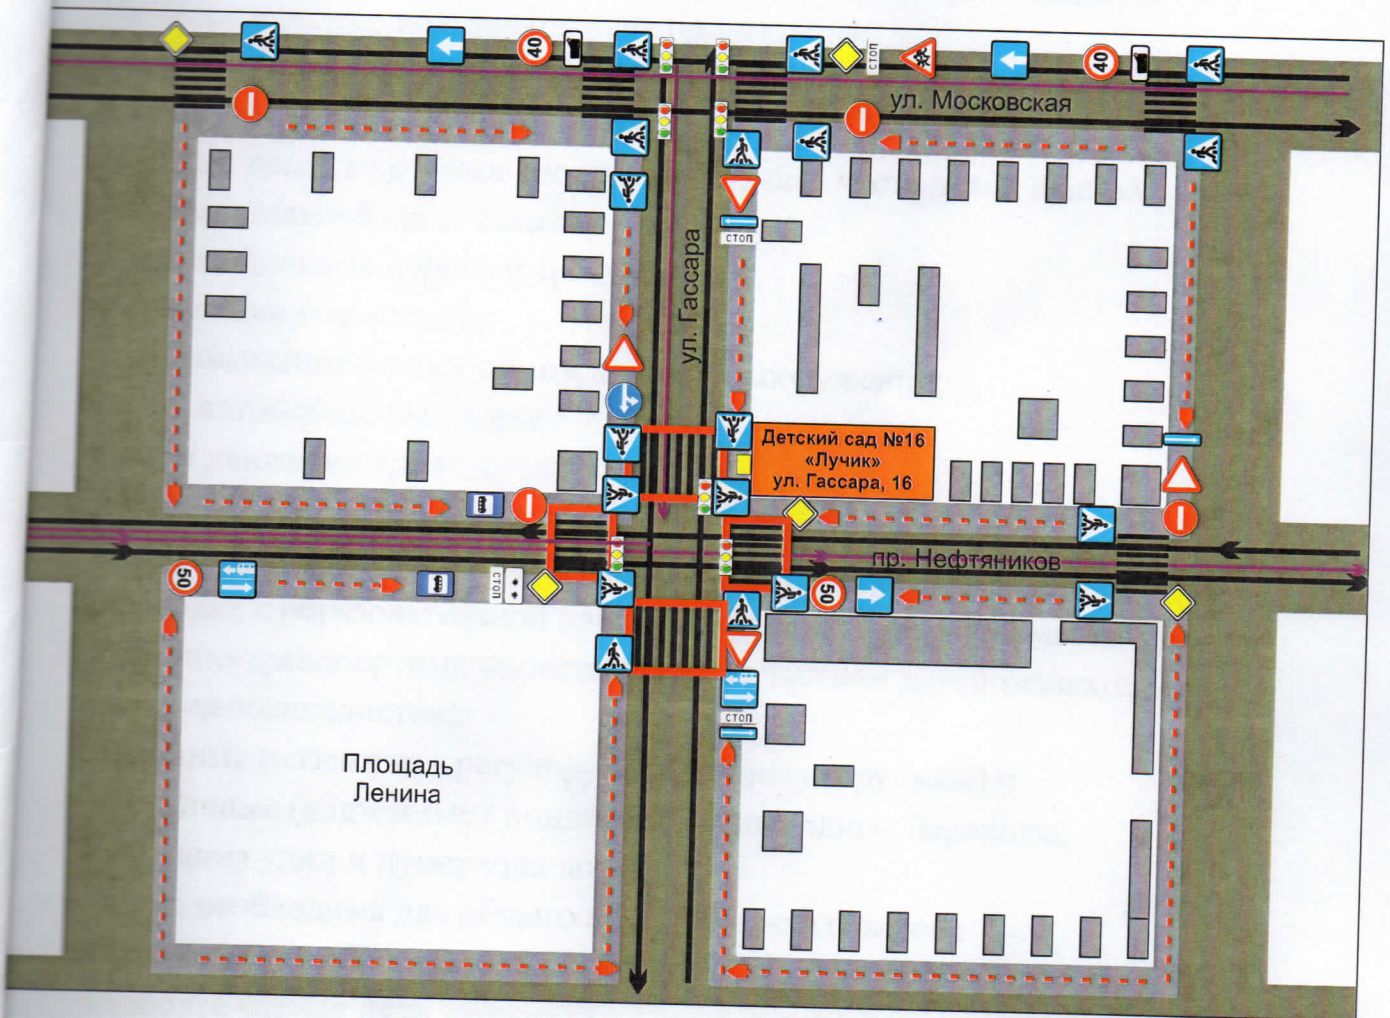 40
стоп
40
ул. Московская
стоп
ул. Гассара
Детский сад №16
«Лучик»
ул. Гассара, 16
пр. Нефтяников
50
стоп
50
стоп
Площадь
Ленина